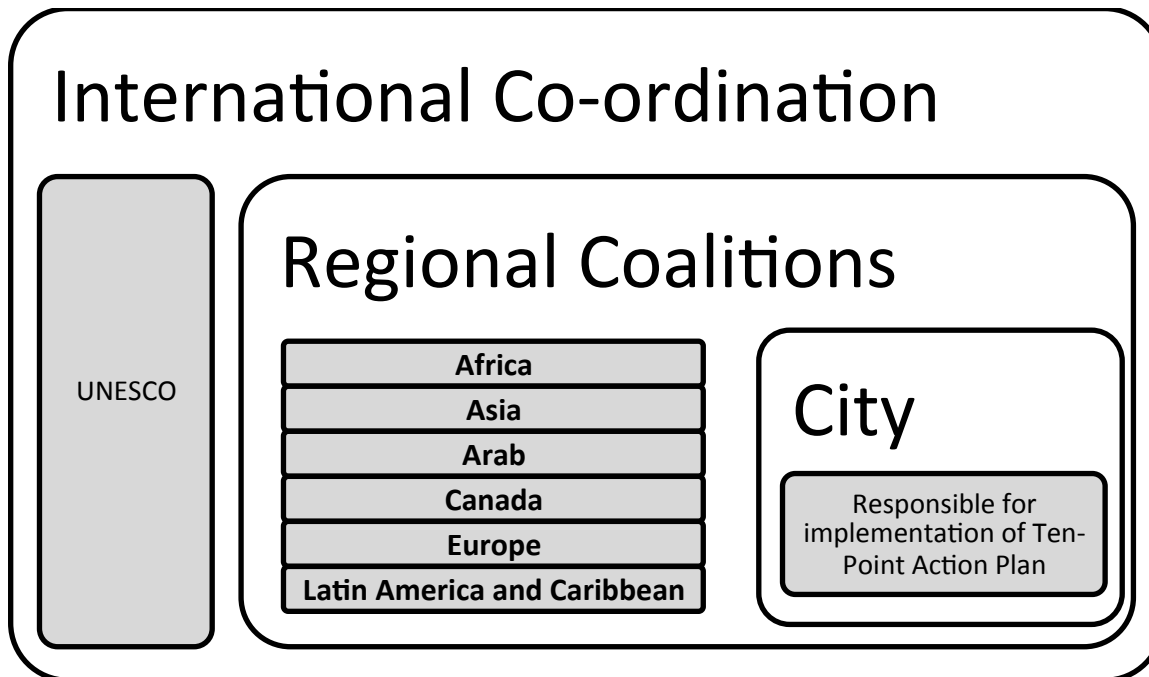 International Co-ordination
UNESCO
Regional Coalitions
Africa
Asia
Arab
Canada
Europe
Latin America and Caribbean
City
Responsible for
implementation of Ten-
Point Action Plan